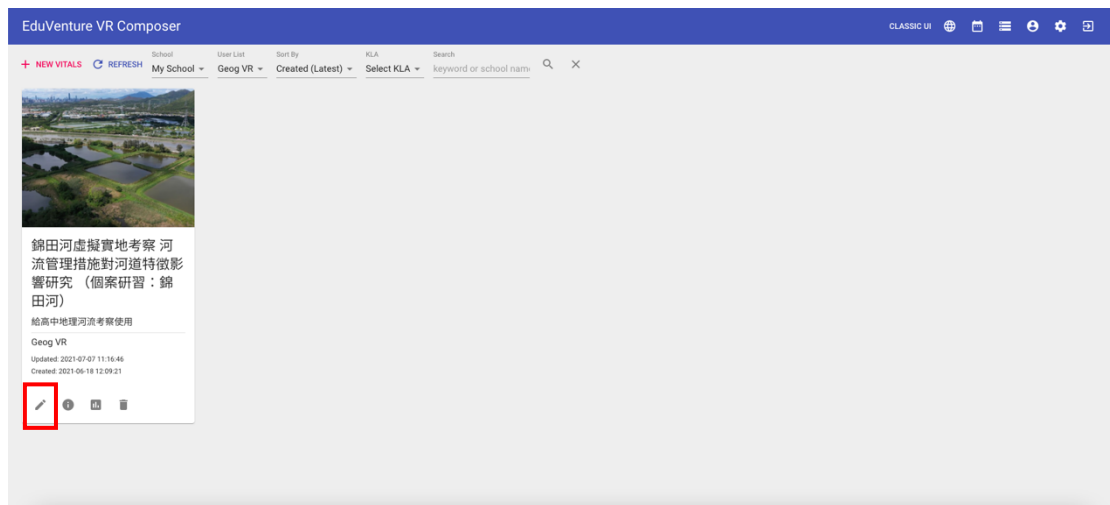 EduVenture VR Composer
CLASSIC UI
NEW VITALS
REFRESH
School
My School
User List
Geog VR
Sort By
Created (Latest)
KLA
Select KLA
Search
keyword or school nam
錦田河虛擬實地考察 河
流管理措施對河道特徵影
響研究 （個案研習：錦
田河）
給高中地理河流考察使用
Geog VR
Updated: 2021-07-07 11:16:46
Created: 2021-06-18 12:09:21